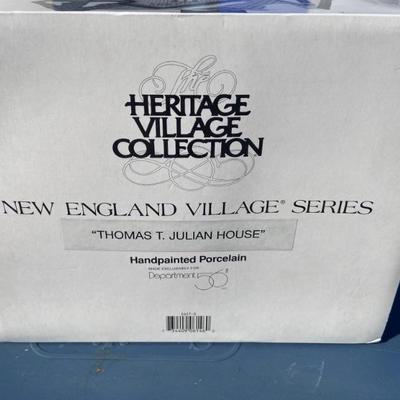 The
HERITAGE
VILLAGE
COLLECTION
NEW ENGLAND VILLAGE® SERIES
"THOMAS T. JULIAN HOUSE"
Handpainted Porcelain
MADE EXCLUSIVELY FOR
Department 56®